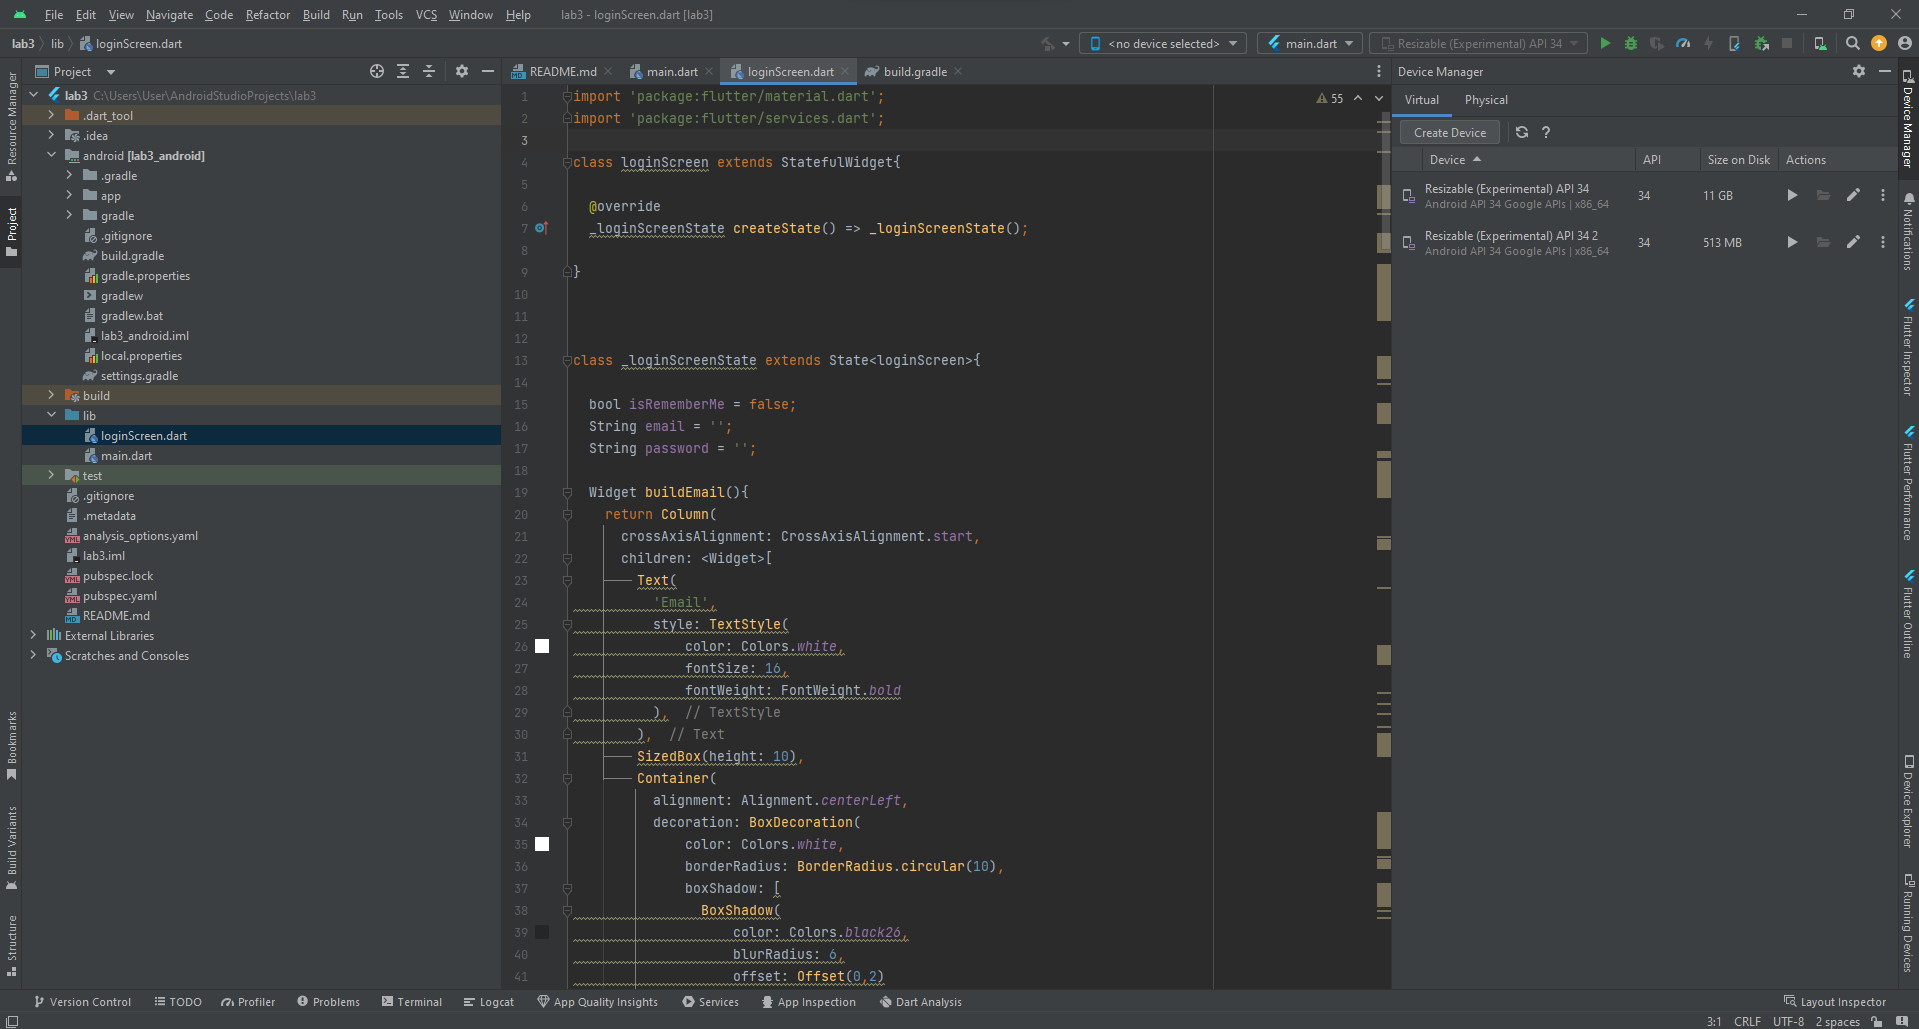 File Edit View Navigate Code Refactor Build Run Tools VCS Window Help lab3 - loginScreen.dart [lab3]
lab3 lib loginScreen.dart
<no device selected> main.dart Resizable (Experimental) API 34
Project
README.md main.dart loginScreen.dart build.gradle
Device Manager
lab3 C:\Users\User\AndroidStudioProjects\lab3
.dart_tool
.idea
android [lab3_android]
.gradle
app
gradle
.gitignore
build.gradle
gradle.properties
gradlew
gradlew.bat
lab3_android.iml
local.properties
settings.gradle
build
lib
loginScreen.dart
main.dart
test
.gitignore
.metadata
analysis_options.yaml
lab3.iml
pubspec.lock
pubspec.yaml
README.md
External Libraries
Scratches and Consoles
Resource Manager
Project
Bookmarks
Build Variants
Structure
55
1 import 'package:flutter/material.dart';
2 import 'package:flutter/services.dart';
3
4 class loginScreen extends StatefulWidget{
5
6 @override
7 _loginScreenState createState() => _loginScreenState();
8
9 }
10
11
12
13 class _loginScreenState extends State<loginScreen>{
14
15 bool isRememberMe = false;
16 String email = '';
17 String password = '';
18
19 Widget buildEmail(){
20 return Column(
21 crossAxisAlignment: CrossAxisAlignment.start,
22 children: <Widget>[
23 Text(
24 'Email',
25 style: TextStyle(
26 color: Colors.white,
27 fontSize: 16,
28 fontWeight: FontWeight.bold
29 ), // TextStyle
30 ), // Text
31 SizedBox(height: 10),
32 Container(
33 alignment: Alignment.centerLeft,
34 decoration: BoxDecoration(
35 color: Colors.white,
36 borderRadius: BorderRadius.circular(10),
37 boxShadow: [
38 BoxShadow(
39 color: Colors.black26,
40 blurRadius: 6,
41 offset: Offset(0,2)
Virtual Physical
Create Device ?
Device API Size on Disk Actions
Resizable (Experimental) API 34 34 11 GB
Android API 34 Google APIs | x86_64
Resizable (Experimental) API 34 2 34 513 MB
Android API 34 Google APIs | x86_64
Device Manager
Notifications
Flutter Inspector
Flutter Performance
Flutter Outline
Device Explorer
Running Devices
Version Control TODO Profiler Problems Terminal Logcat App Quality Insights Services App Inspection Dart Analysis Layout Inspector
3:1 CRLF UTF-8 2 spaces